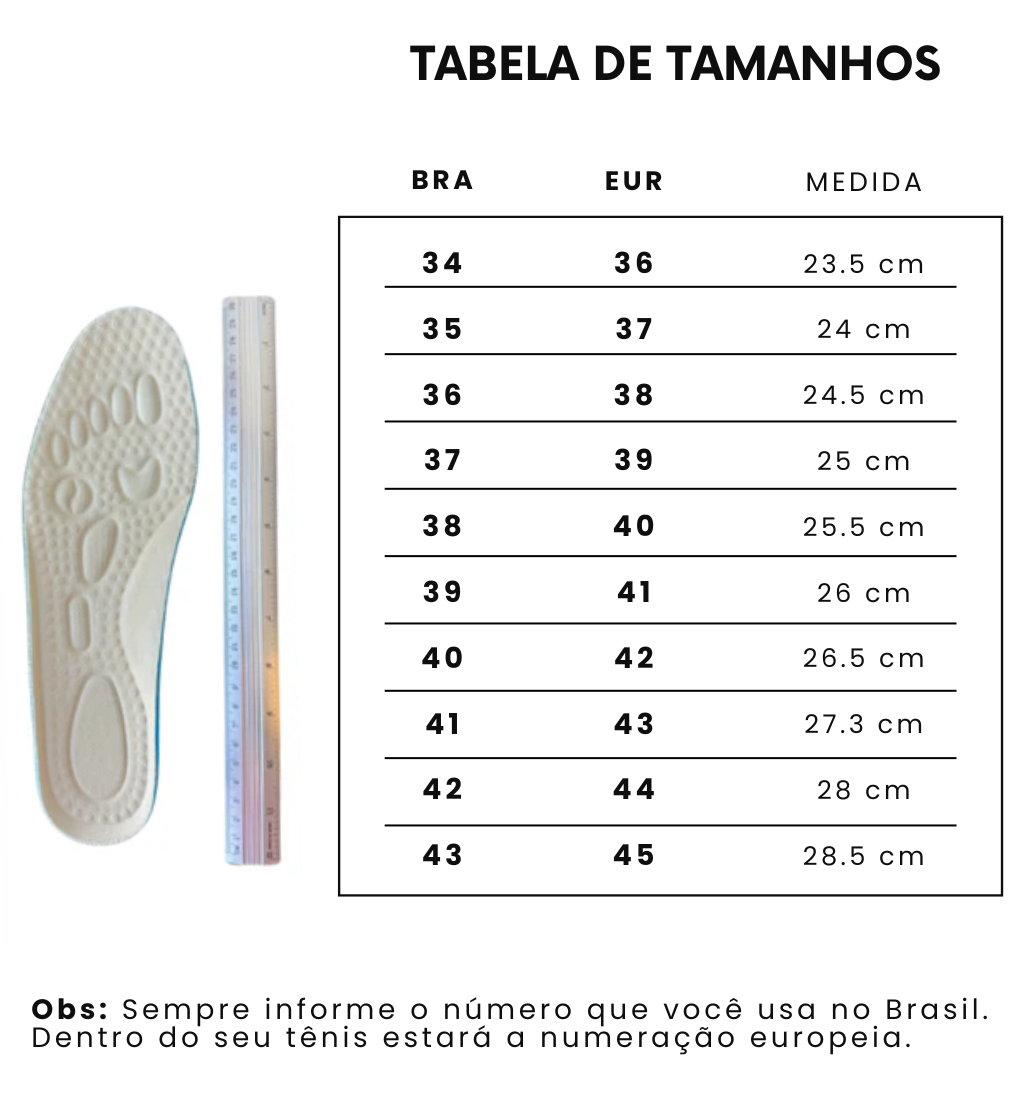 TABELA DE TAMANHOS
BRA EUR MEDIDA
34 36 23.5 cm
35 37 24 cm
36 38 24.5 cm
37 39 25 cm
38 40 25.5 cm
39 41 26 cm
40 42 26.5 cm
41 43 27.3 cm
42 44 28 cm
43 45 28.5 cm
Obs: Sempre informe o número que você usa no Brasil.
Dentro do seu tênis estará a numeração europeia.